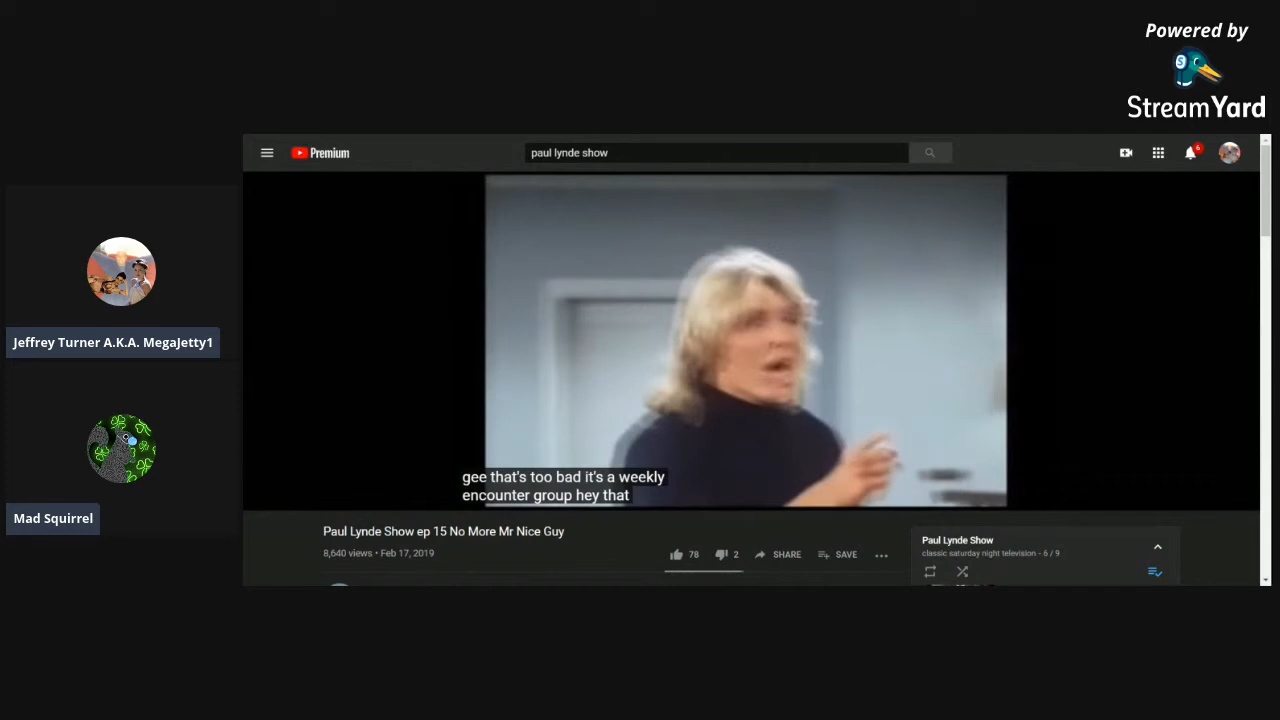 Powered by
StreamYard
Premium
paul lynde show
6
Jeffrey Turner A.K.A. MegaJetty1
Mad Squirrel
gee that's too bad it's a weekly
encounter group hey that
Paul Lynde Show ep 15 No More Mr Nice Guy
8,640 views • Feb 17, 2019
78
2
SHARE
SAVE
Paul Lynde Show
classic saturday night television - 6 / 9